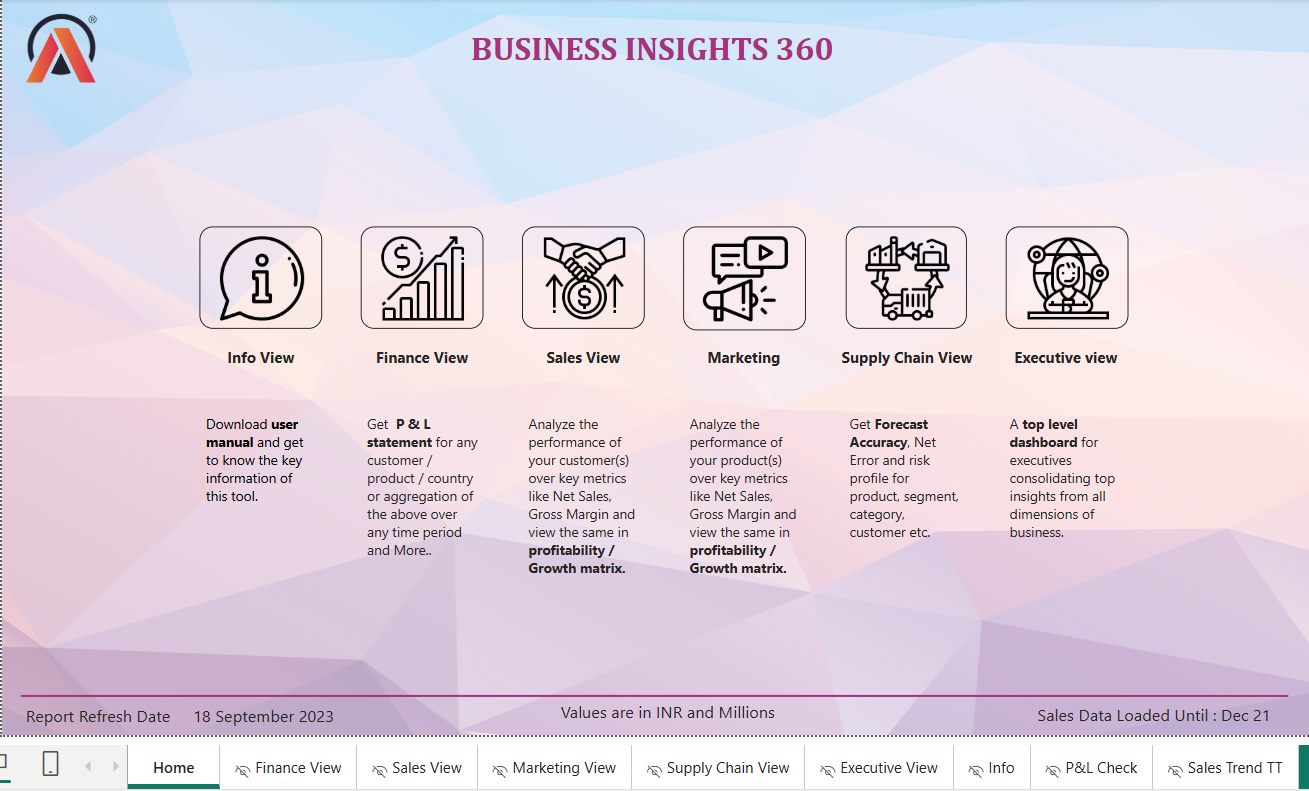 ®
BUSINESS INSIGHTS 360
Info View
Finance View
Sales View
Marketing
Supply Chain View
Executive view
Download user
manual and get
to know the key
information of
this tool.
Get P & L
statement for any
customer /
product / country
or aggregation of
the above over
any time period
and More..
Analyze the
performance of
your customer(s)
over key metrics
like Net Sales,
Gross Margin and
view the same in
profitability /
Growth matrix.
Analyze the
performance of
your product(s)
over key metrics
like Net Sales,
Gross Margin and
view the same in
profitability /
Growth matrix.
Get Forecast
Accuracy, Net
Error and risk
profile for
product, segment,
category,
customer etc.
A top level
dashboard for
executives
consolidating top
insights from all
dimensions of
business.
Report Refresh Date 18 September 2023
Values are in INR and Millions
Sales Data Loaded Until : Dec 21
Home
Finance View
Sales View
Marketing View
Supply Chain View
Executive View
Info
P&L Check
Sales Trend TT